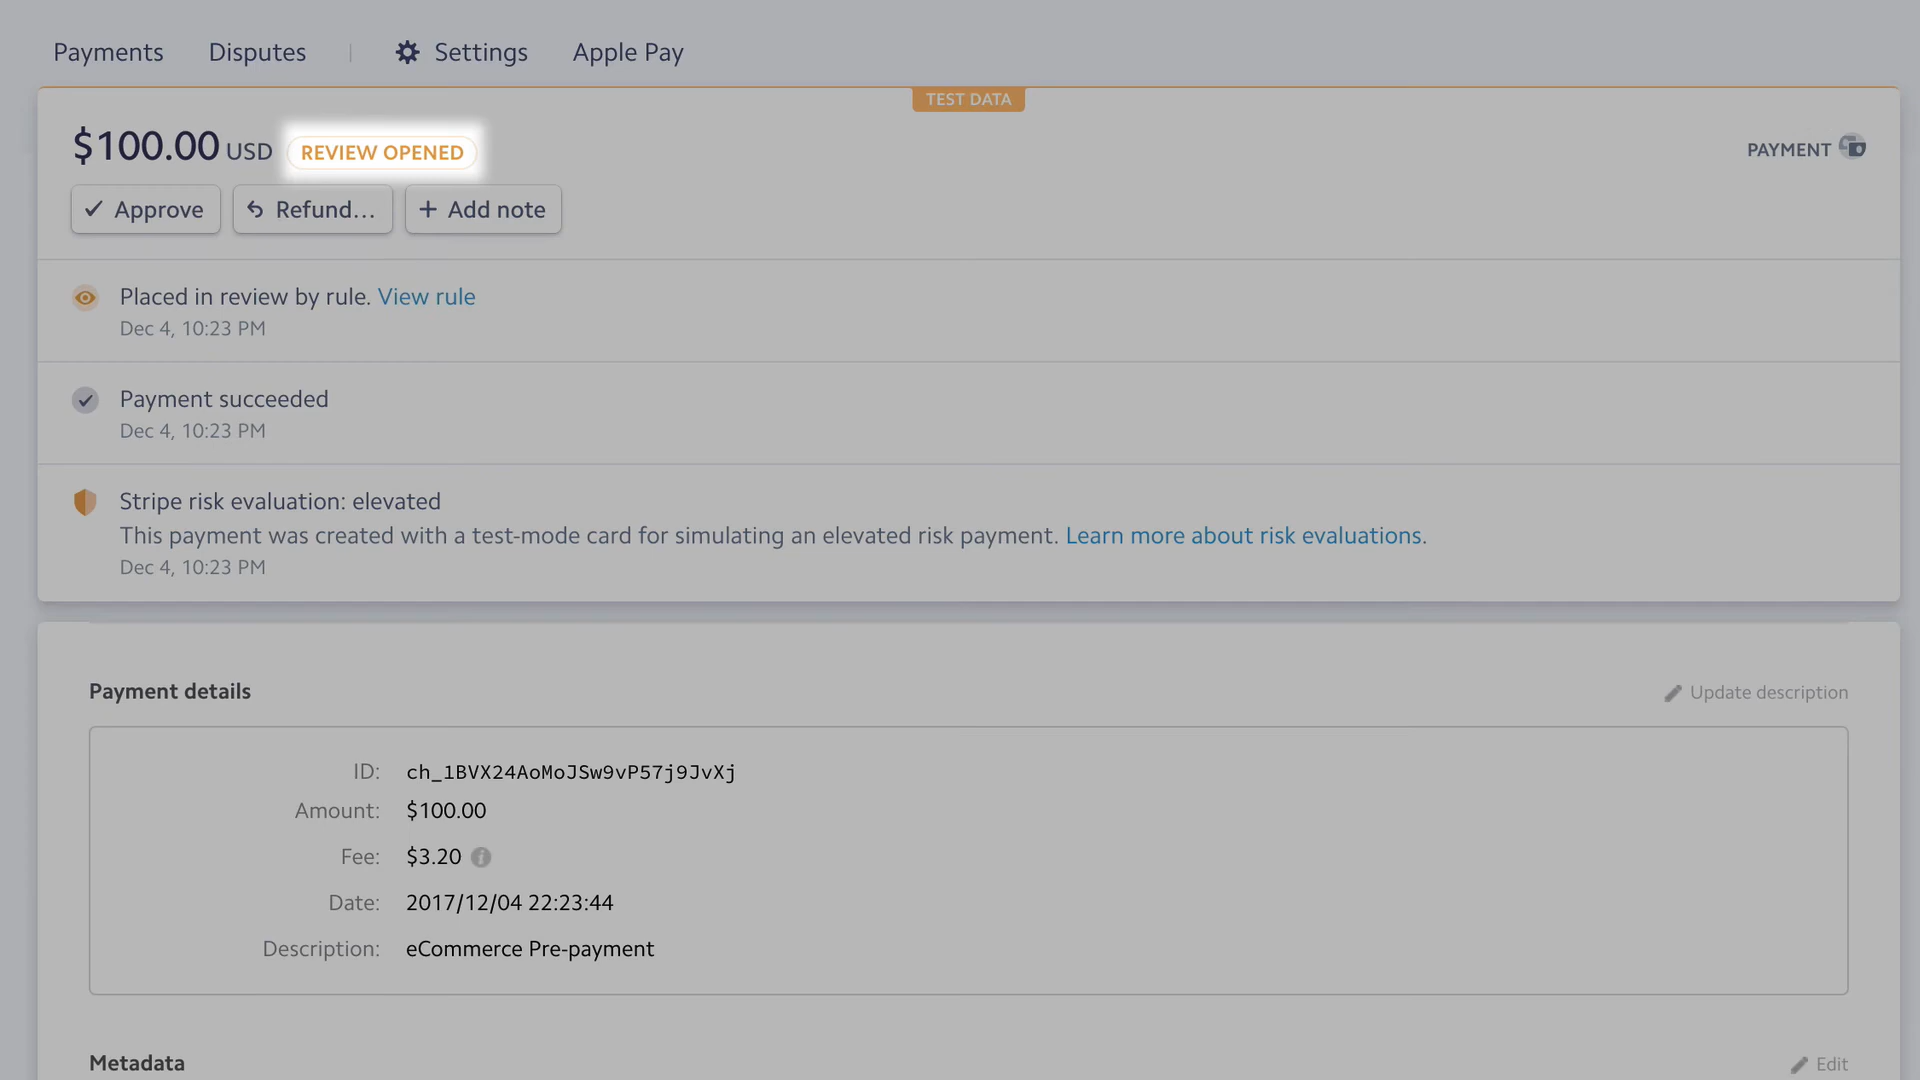 Payments Disputes | Settings Apple Pay
TEST DATA
$100.00 USD REVIEW OPENED
PAYMENT
Approve Refund... + Add note
Placed in review by rule. View rule
Dec 4, 10:23 PM
Payment succeeded
Dec 4, 10:23 PM
Stripe risk evaluation: elevated
This payment was created with a test-mode card for simulating an elevated risk payment. Learn more about risk evaluations.
Dec 4, 10:23 PM
Payment details
Update description
ID: ch_1BVX24AoMoJSw9vP57j9JvXj
Amount: $100.00
Fee: $3.20
Date: 2017/12/04 22:23:44
Description: eCommerce Pre-payment
Metadata
Edit